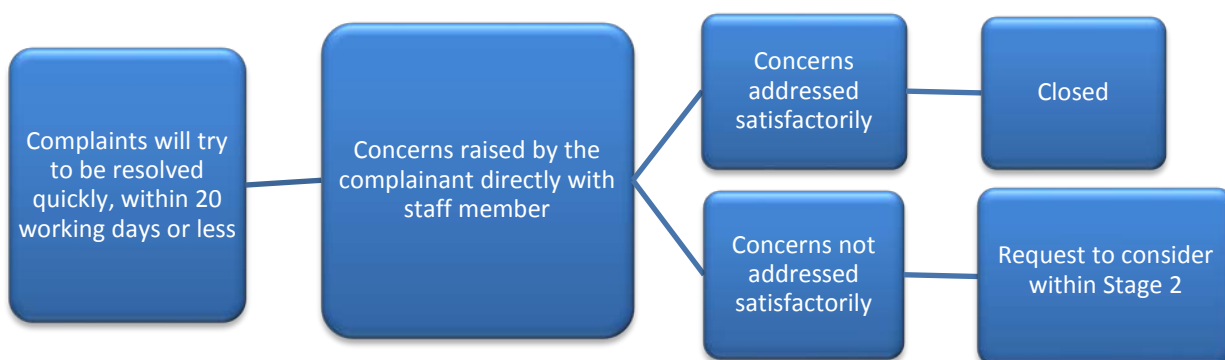 Complaints will try
to be resolved
quickly, within 20
working days or less
Concerns raised by the
complainant directly with
staff member
Concerns
addressed
satisfactorily
Closed
Concerns not
addressed
satisfactorily
Request to consider
within Stage 2